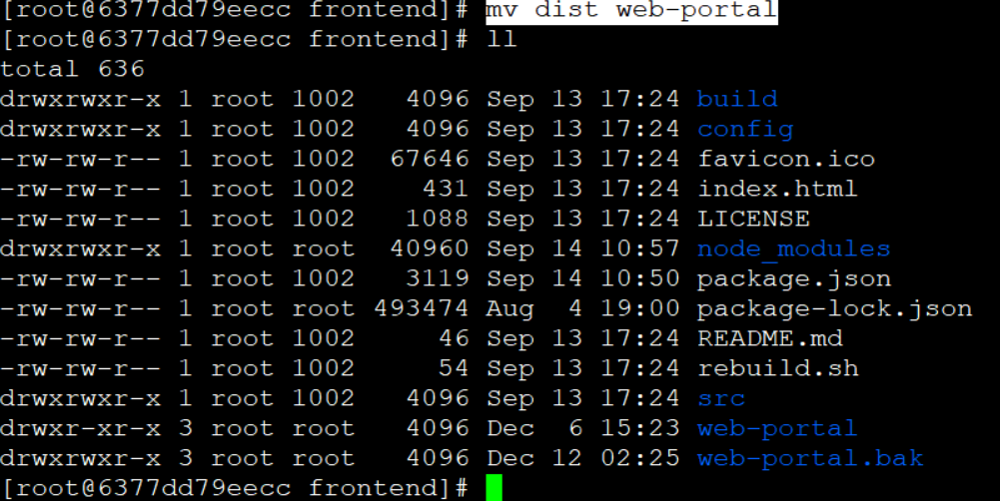 [root@6377dd79eecc frontend]# mv dist web-portal
[root@6377dd79eecc frontend]# ll
total 636
drwxrwxr-x 1 root 1002   4096 Sep 13 17:24 build
drwxrwxr-x 1 root 1002   4096 Sep 13 17:24 config
-rw-rw-r-- 1 root 1002  67646 Sep 13 17:24 favicon.ico
-rw-rw-r-- 1 root 1002    431 Sep 13 17:24 index.html
-rw-rw-r-- 1 root 1002   1088 Sep 13 17:24 LICENSE
drwxrwxr-x 1 root root  40960 Sep 14 10:57 node_modules
-rw-rw-r-- 1 root 1002   3119 Sep 14 10:50 package.json
-rw-rw-r-- 1 root root 493474 Aug  4 19:00 package-lock.json
-rw-rw-r-- 1 root 1002     46 Sep 13 17:24 README.md
-rw-rw-r-- 1 root 1002     54 Sep 13 17:24 rebuild.sh
drwxrwxr-x 1 root 1002   4096 Sep 13 17:24 src
drwxr-xr-x 3 root root   4096 Dec  6 15:23 web-portal
drwxrwxr-x 3 root root   4096 Dec 12 02:25 web-portal.bak
[root@6377dd79eecc frontend]#